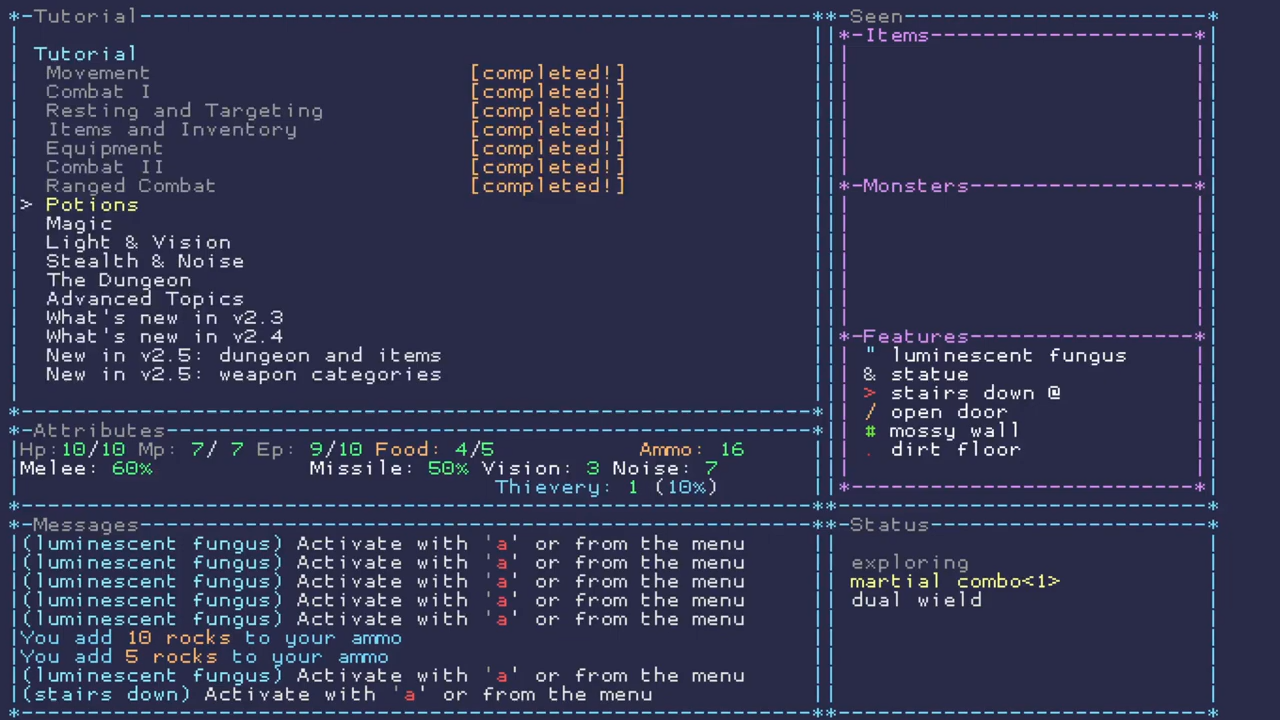 Tutorial
Tutorial
Movement [completed!]
Combat I [completed!]
Resting and Targeting [completed!]
Items and Inventory [completed!]
Equipment [completed!]
Combat II [completed!]
Ranged Combat [completed!]
> Potions
Magic
Light & Vision
Stealth & Noise
The Dungeon
Advanced Topics
What's new in v2.3
What's new in v2.4
New in v2.5: dungeon and items
New in v2.5: weapon categories
Attributes
Hp:10/10 Mp: 7/ 7 Ep: 9/10 Food: 4/5 Ammo: 16
Melee: 60% Missile: 50% Vision: 3 Noise: 7
Thievery: 1 (10%)
Messages
(luminescent fungus) Activate with 'a' or from the menu
(luminescent fungus) Activate with 'a' or from the menu
(luminescent fungus) Activate with 'a' or from the menu
(luminescent fungus) Activate with 'a' or from the menu
(luminescent fungus) Activate with 'a' or from the menu
You add 10 rocks to your ammo
You add 5 rocks to your ammo
(luminescent fungus) Activate with 'a' or from the menu
(stairs down) Activate with 'a' or from the menu
Seen
Items
Monsters
Features
" luminescent fungus
& statue
> stairs down @
/ open door
# mossy wall
. dirt floor
Status
exploring
martial combo<1>
dual wield